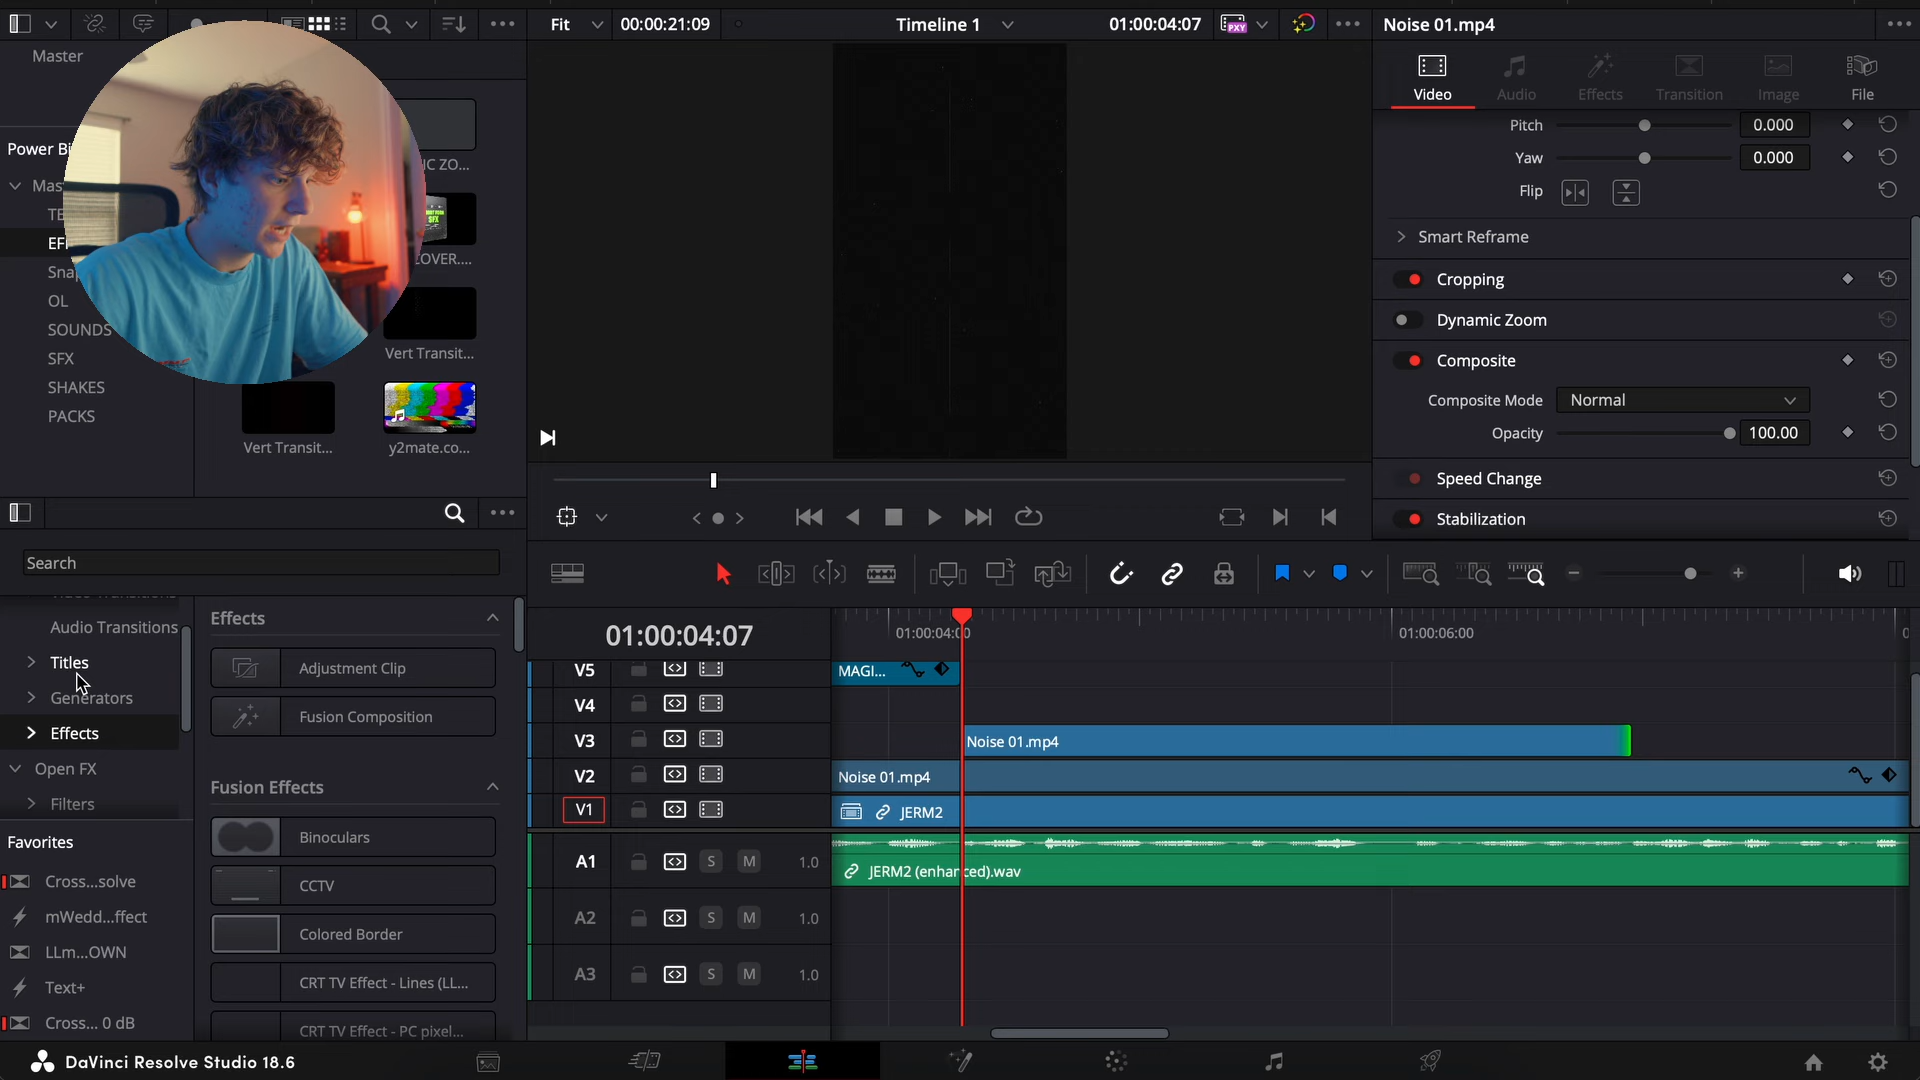 Fit
00:00:21:09
Timeline 1
01:00:04:07
PXY
Noise 01.mp4
Master
Video
Audio
Effects
Transition
Image
File
Power Bi
Mas
TE
EF
Snap
OL
SOUNDS
SFX
SHAKES
PACKS
IC ZO...
OVER....
Vert Transit...
Vert Transit...
y2mate.co...
Pitch
0.000
Yaw
0.000
Flip
Smart Reframe
Cropping
Dynamic Zoom
Composite
Composite Mode
Normal
Opacity
100.00
Speed Change
Stabilization
Search
Video Transitions
Audio Transitions
Titles
Generators
Effects
Open FX
Filters
Favorites
Cross...solve
mWedd...ffect
LLm...OWN
Text+
Cross... 0 dB
Effects
Adjustment Clip
Fusion Composition
Fusion Effects
Binoculars
CCTV
Colored Border
CRT TV Effect - Lines (LL...
CRT TV Effect - PC pixel...
01:00:04:07
01:00:04:00
01:00:06:00
V5
MAGI...
V4
V3
Noise 01.mp4
V2
Noise 01.mp4
V1
JERM2
A1
S
M
1.0
JERM2 (enhanced).wav
A2
S
M
1.0
A3
S
M
1.0
DaVinci Resolve Studio 18.6